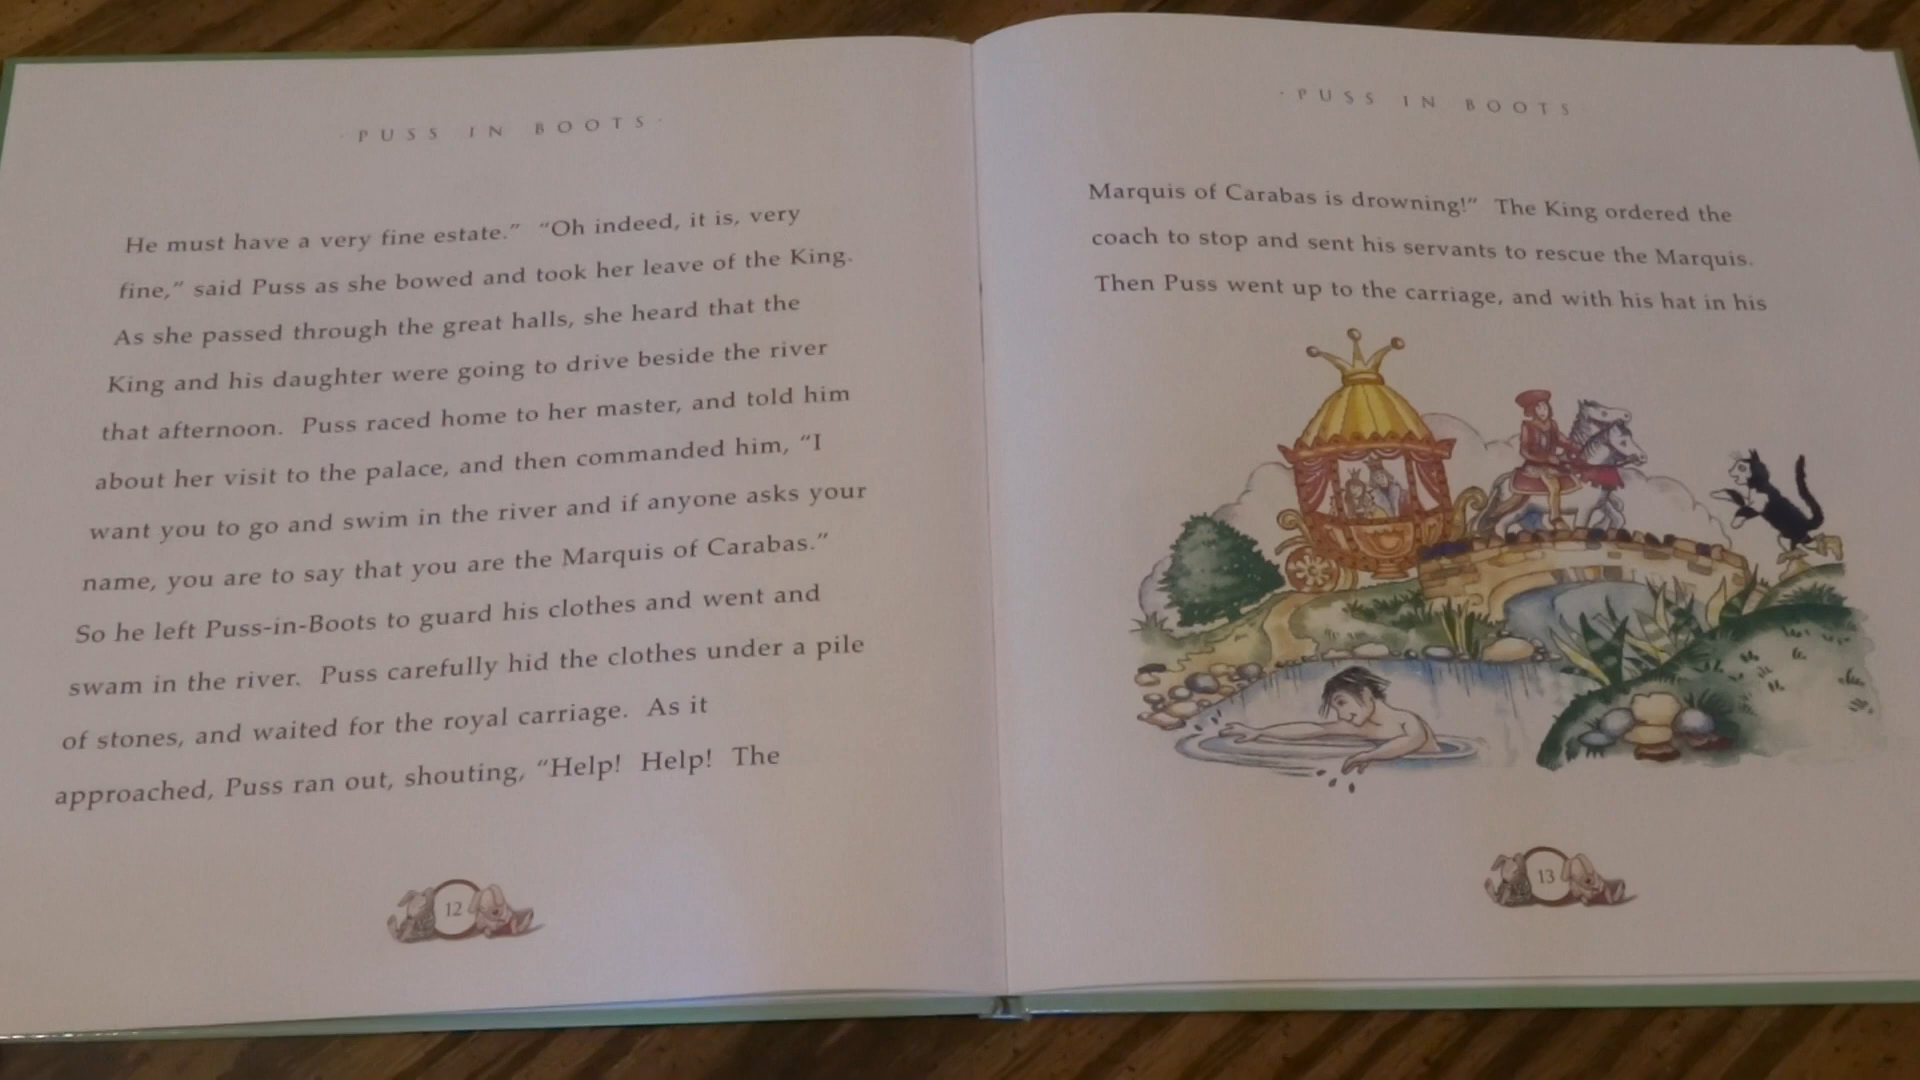 · PUSS IN BOOTS ·
He must have a very fine estate.” “Oh indeed, it is, very
fine,” said Puss as she bowed and took her leave of the King.
As she passed through the great halls, she heard that the
King and his daughter were going to drive beside the river
that afternoon. Puss raced home to her master, and told him
about her visit to the palace, and then commanded him, “I
want you to go and swim in the river and if anyone asks your
name, you are to say that you are the Marquis of Carabas.”
So he left Puss-in-Boots to guard his clothes and went and
swam in the river. Puss carefully hid the clothes under a pile
of stones, and waited for the royal carriage. As it
approached, Puss ran out, shouting, “Help! Help! The
12
· PUSS IN BOOTS
Marquis of Carabas is drowning!” The King ordered the
coach to stop and sent his servants to rescue the Marquis.
Then Puss went up to the carriage, and with his hat in his
13